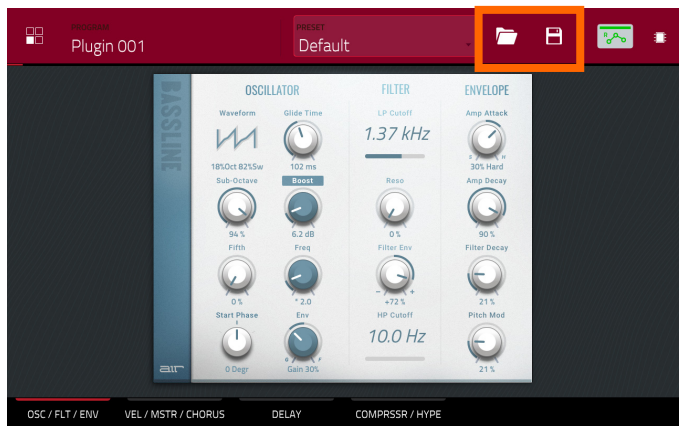 PROGRAM
Plugin 001
PRESET
Default
BASSLINE
OSCILLATOR
FILTER
ENVELOPE
Waveform
Glide Time
LP Cutoff
Amp Attack
1.37 kHz
S
H
18%Oct 82%Sw
102 ms
30% Hard
Sub-Octave
Boost
Reso
Amp Decay
94 %
6.2 dB
0 %
90 %
Fifth
Freq
Filter Env
Filter Decay
- +
0 %
* 2.0
+72 %
21 %
Start Phase
Env
HP Cutoff
Pitch Mod
10.0 Hz
air
0 Degr
Gain 30%
21 %
OSC / FLT / ENV
VEL / MSTR / CHORUS
DELAY
COMPRSSR / HYPE